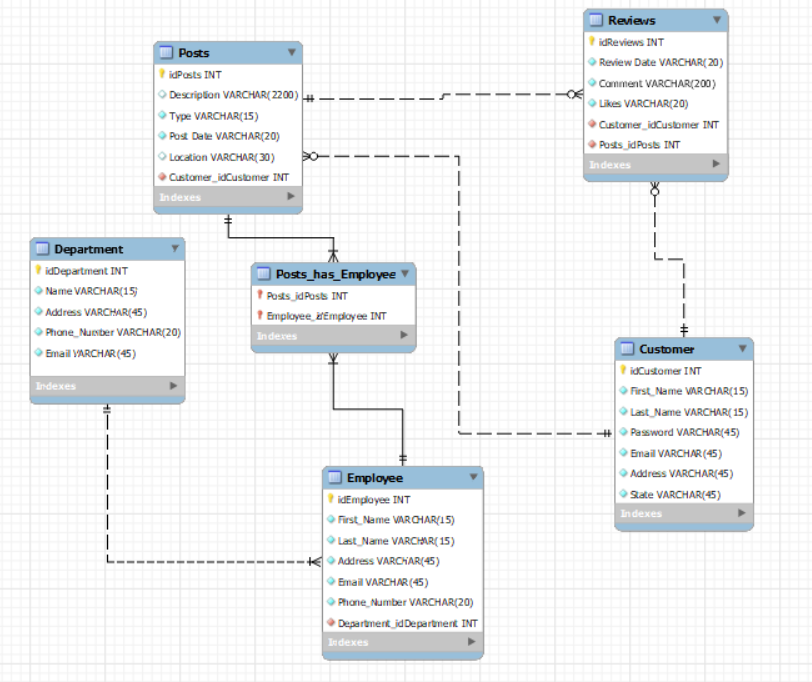 Posts
idPosts INT
Description VARCHAR(2200)
Type VARCHAR(15)
Post Date VARCHAR(20)
Location VARCHAR(30)
Customer_idCustomer INT
Indexes
Reviews
idReviews INT
Review Date VARCHAR(20)
Comment VARCHAR(200)
Likes VARCHAR(20)
Customer_idCustomer INT
Posts_idPosts INT
Indexes
Department
idDepartment INT
Name VARCHAR(15)
Address VARCHAR(45)
Phone_Number VARCHAR(20)
Email VARCHAR(45)
Indexes
Posts_has_Employee
Posts_idPosts INT
Employee_idEmployee INT
Indexes
Customer
idCustomer INT
First_Name VARCHAR(15)
Last_Name VARCHAR(15)
Password VARCHAR(45)
Email VARCHAR(45)
Address VARCHAR(45)
State VARCHAR(45)
Indexes
Employee
idEmployee INT
First_Name VARCHAR(15)
Last_Name VARCHAR(15)
Address VARCHAR(45)
Email VARCHAR(45)
Phone_Number VARCHAR(20)
Department_idDepartment INT
Indexes